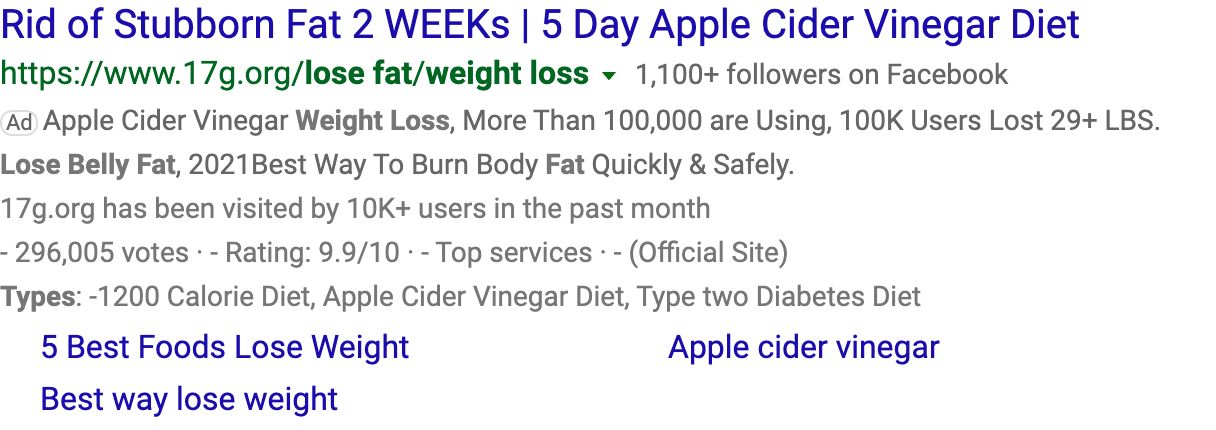 Rid of Stubborn Fat 2 WEEKs | 5 Day Apple Cider Vinegar Diet
https://www.17g.org/lose fat/weight loss 1,100+ followers on Facebook
Ad Apple Cider Vinegar Weight Loss, More Than 100,000 are Using, 100K Users Lost 29+ LBS.
Lose Belly Fat, 2021Best Way To Burn Body Fat Quickly & Safely.
17g.org has been visited by 10K+ users in the past month
- 296,005 votes · - Rating: 9.9/10 · - Top services · - (Official Site)
Types: -1200 Calorie Diet, Apple Cider Vinegar Diet, Type two Diabetes Diet
5 Best Foods Lose Weight Apple cider vinegar
Best way lose weight